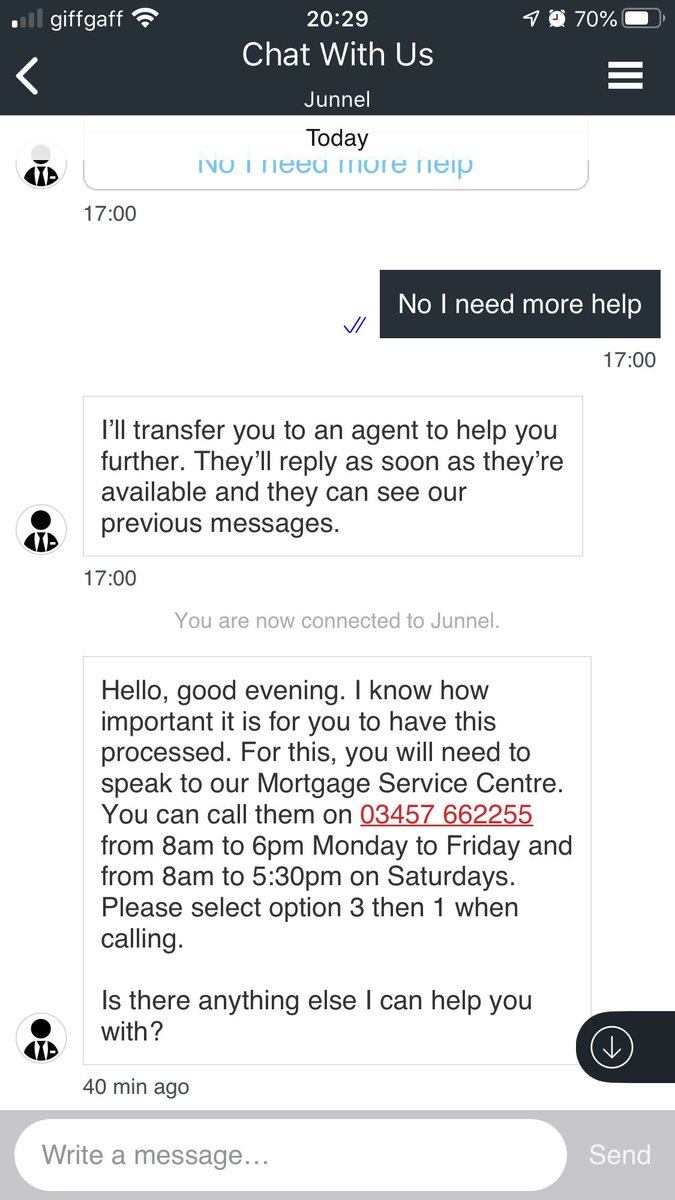 giffgaff
20:29
70%
Chat With Us
Junnel
Today
No I need more help
17:00
No I need more help
17:00
I’ll transfer you to an agent to help you
further. They’ll reply as soon as they’re
available and they can see our
previous messages.
17:00
You are now connected to Junnel.
Hello, good evening. I know how
important it is for you to have this
processed. For this, you will need to
speak to our Mortgage Service Centre.
You can call them on 03457 662255
from 8am to 6pm Monday to Friday and
from 8am to 5:30pm on Saturdays.
Please select option 3 then 1 when
calling.
Is there anything else I can help you
with?
40 min ago
Write a message…
Send